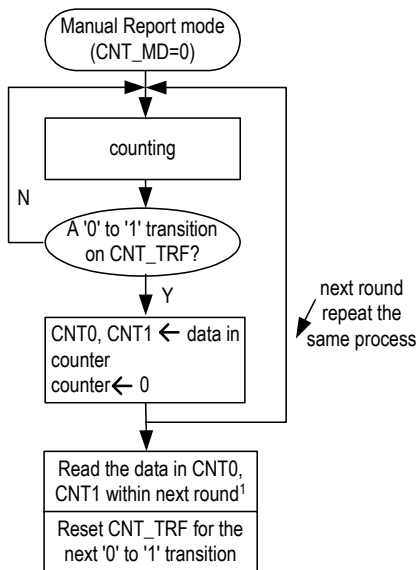 Manual Report mode
(CNT_MD=0)
counting
N
A '0' to '1' transition
on CNT_TRF?
Y
next round
repeat the
same process
CNT0, CNT1 ← data in
counter
counter← 0
Read the data in CNT0,
CNT1 within next round¹
Reset CNT_TRF for the
next '0' to '1' transition